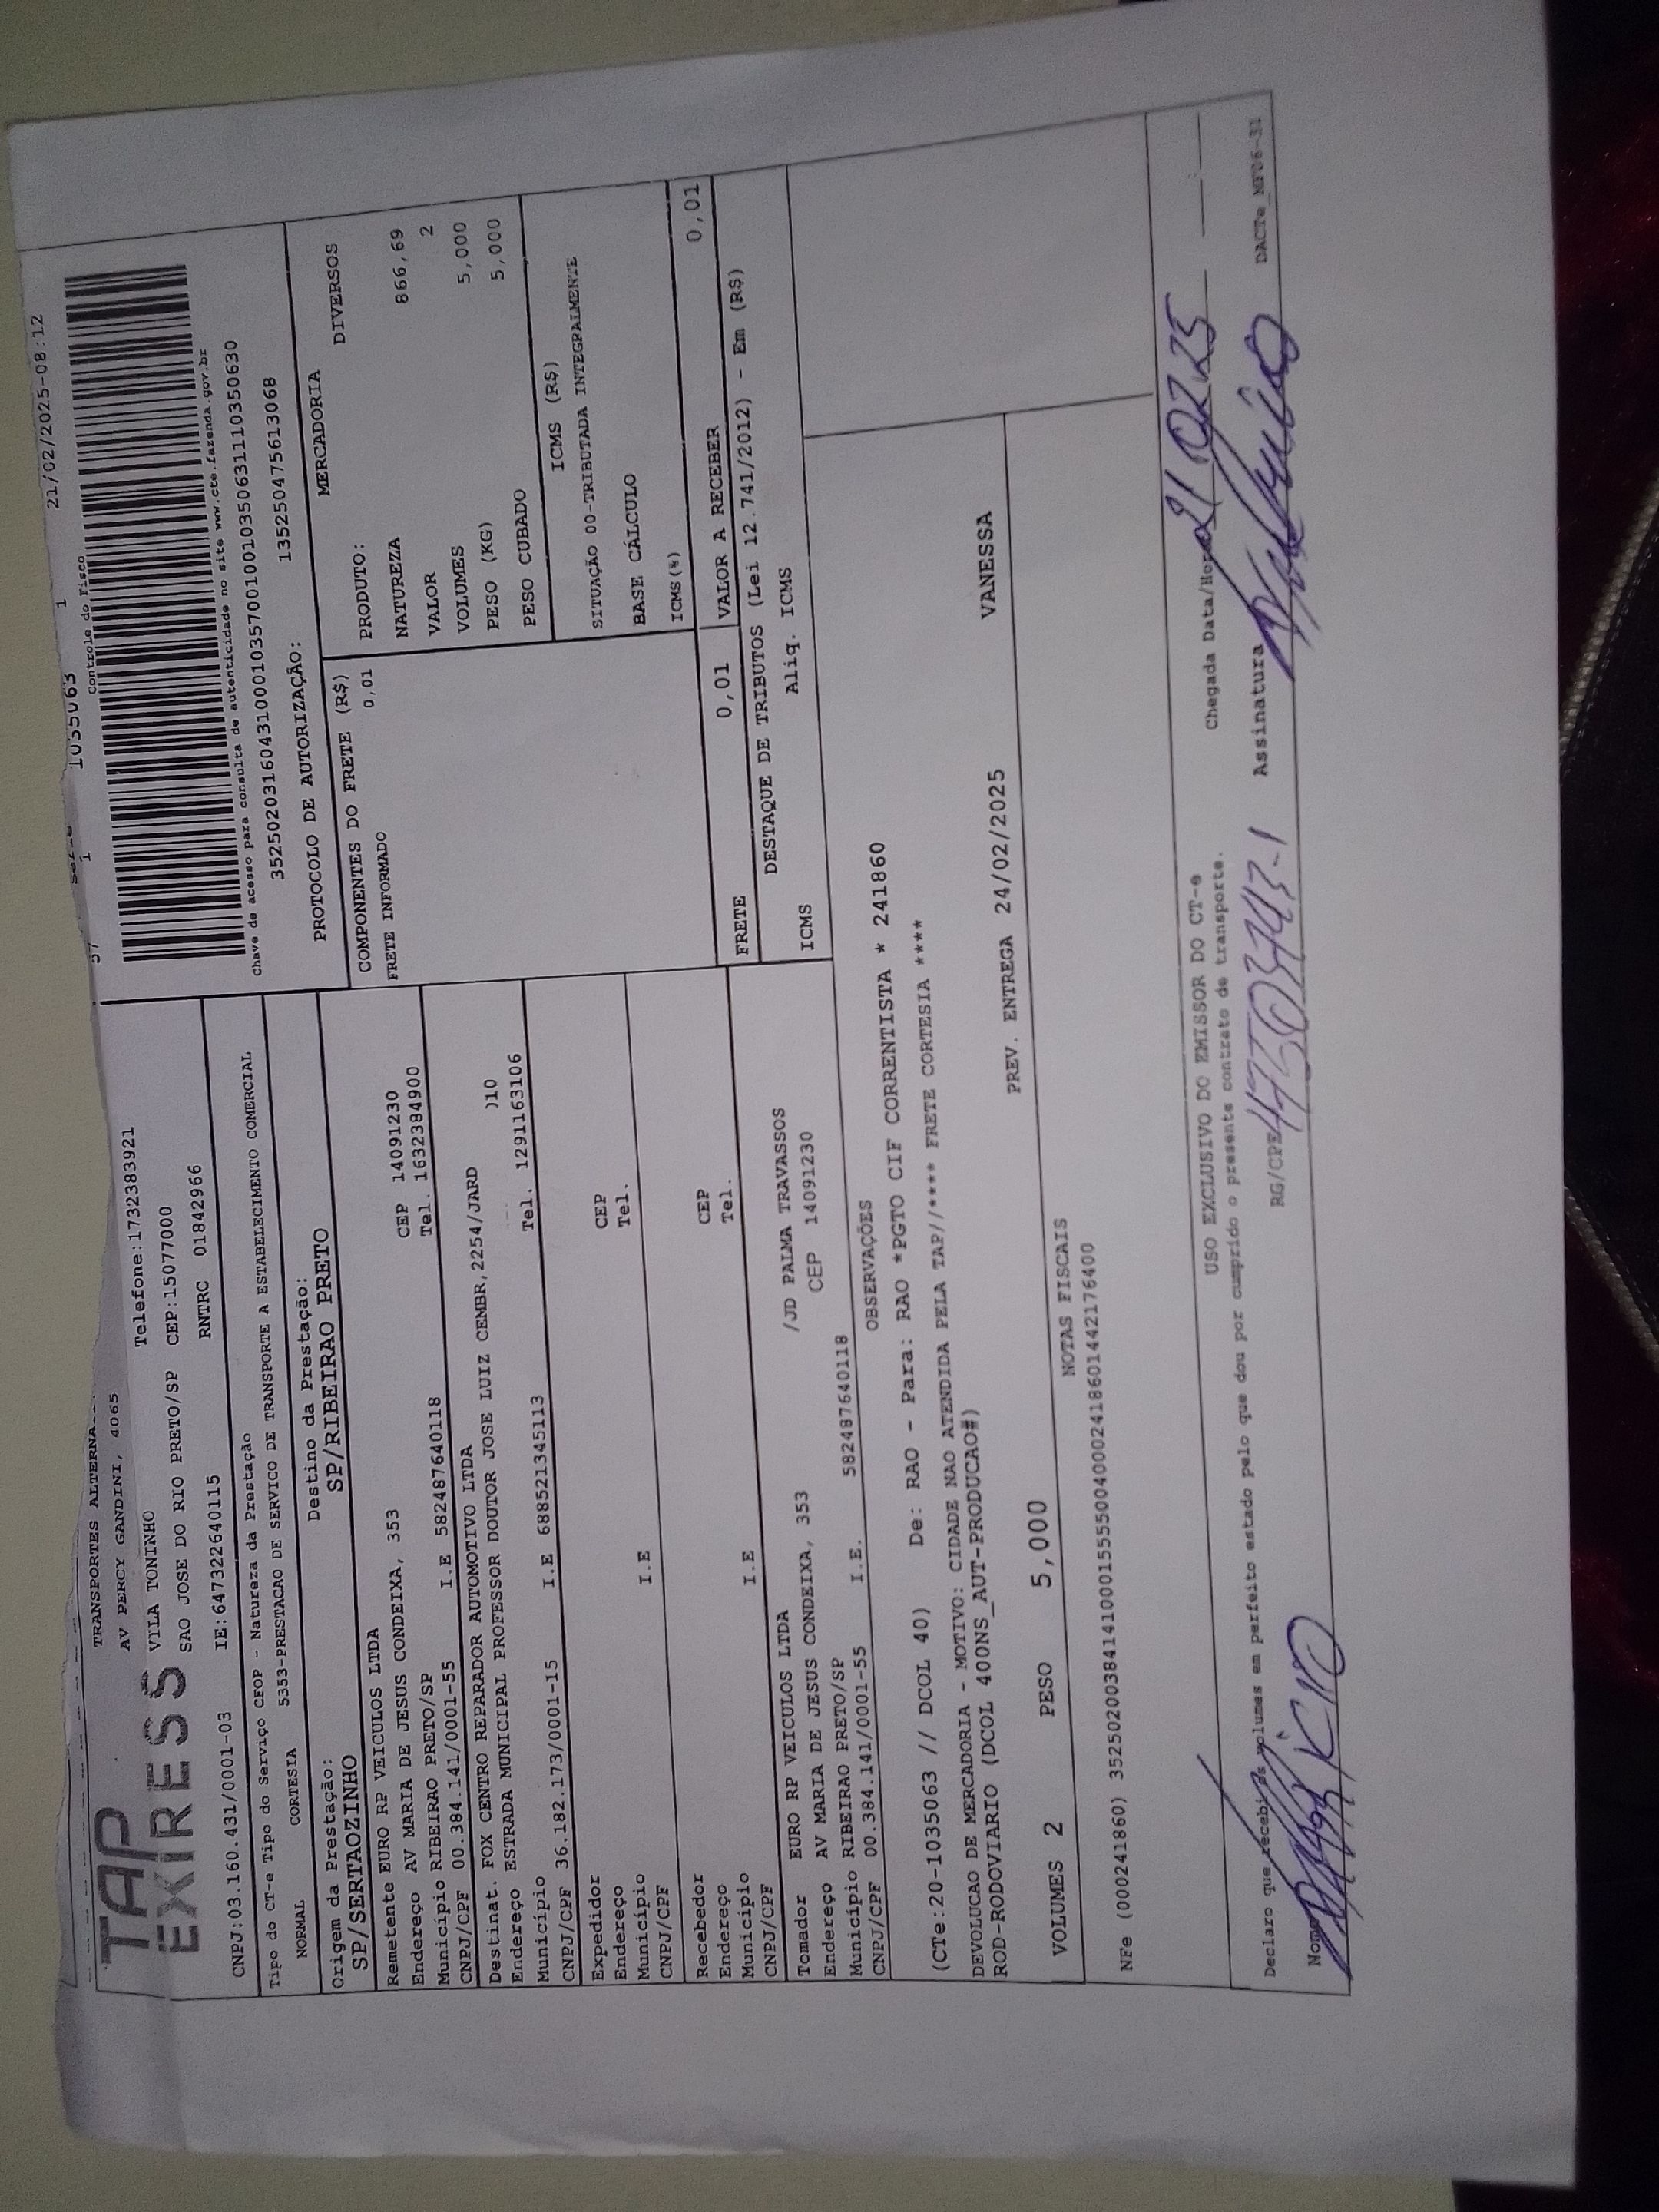 TAP
EXPRESS
TRANSPORTES
AV PERCY GANDINI, 4065
VILA TONINHO Telefone:1732383921
SAO JOSE DO RIO PRETO/SP CEP:15077000
CNPJ:03.160.431/0001-03 IE:647322640115 RNTRC 01842966
57 1 1035063 1 21/02/2025-08:12
Controle do Fisco
Chave de acesso para consulta de autenticidade no site www.cte.fazenda.gov.br
35250203160431000103570010010350631110350630
PROTOCOLO DE AUTORIZAÇÃO: 135250475613068
Tipo do CT-e Tipo do Serviço CFOP - Natureza da Prestação
NORMAL CORTESIA 5353-PRESTACAO DE SERVICO DE TRANSPORTE A ESTABELECIMENTO COMERCIAL
Origem da Prestação: Destino da Prestação:
SP/SERTAOZINHO SP/RIBEIRAO PRETO
Remetente EURO RP VEICULOS LTDA
Endereço AV MARIA DE JESUS CONDEIXA, 353 CEP 14091230
Município RIBEIRAO PRETO/SP Tel. 1632384900
CNPJ/CPF 00.384.141/0001-55 I.E 582487640118
Destinat. FOX CENTRO REPARADOR AUTOMOTIVO LTDA
Endereço ESTRADA MUNICIPAL PROFESSOR DOUTOR JOSE LUIZ CEMBR,2254/JARD )10
Município Tel. 1291163106
CNPJ/CPF 36.182.173/0001-15 I.E 688521345113
Expedidor
Endereço CEP
Município Tel.
CNPJ/CPF I.E
Recebedor
Endereço CEP
Município Tel.
CNPJ/CPF I.E
Tomador EURO RP VEICULOS LTDA
Endereço AV MARIA DE JESUS CONDEIXA, 353 /JD PALMA TRAVASSOS
Município RIBEIRAO PRETO/SP CEP 14091230
CNPJ/CPF 00.384.141/0001-55 I.E. 582487640118
COMPONENTES DO FRETE (R$)
FRETE INFORMADO 0,01
MERCADORIA
PRODUTO: DIVERSOS
NATUREZA
VALOR 866,69
VOLUMES 2
PESO (KG) 5,000
PESO CUBADO 5,000
ICMS (R$)
SITUAÇÃO 00-TRIBUTADA INTEGRALMENTE
BASE CÁLCULO
ICMS(%)
FRETE 0,01 VALOR A RECEBER 0,01
DESTAQUE DE TRIBUTOS (Lei 12.741/2012) - Em (R$)
ICMS Aliq. ICMS
OBSERVAÇÕES
(CTe:20-1035063 // DCOL 40) De: RAO - Para: RAO *PGTO CIF CORRENTISTA * 241860
DEVOLUCAO DE MERCADORIA - MOTIVO: CIDADE NAO ATENDIDA PELA TAP//**** FRETE CORTESIA ****
ROD-RODOVIARIO (DCOL 400NS_AUT-PRODUCAO#)
PREV. ENTREGA 24/02/2025 VANESSA
VOLUMES 2 PESO 5,000
NOTAS FISCAIS
NFe (000241860) 35250200384141000155550040002418601442176400
USO EXCLUSIVO DO EMISSOR DO CT-e
Declaro que recebi os volumes em perfeito estado pelo que dou por cumprido o presente contrato de transporte.
Chegada Data/Hora 21/02/25
Nome RG/CPF Assinatura
DACTe_MF06-31